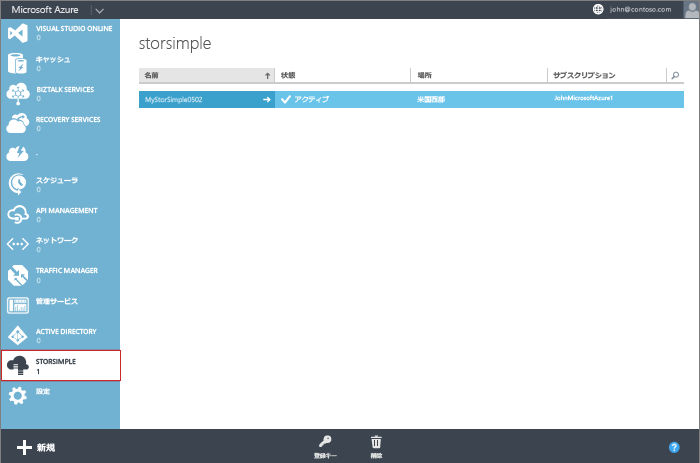 Microsoft Azure
john@contoso.com
VISUAL STUDIO ONLINE
0
キャッシュ
0
BIZTALK SERVICES
0
RECOVERY SERVICES
0
-
スケジューラ
0
API MANAGEMENT
0
ネットワーク
0
TRAFFIC MANAGER
0
管理サービス
ACTIVE DIRECTORY
0
STORSIMPLE
1
設定
storsimple
名前 状態 場所 サブスクリプション
MyStorSimple0502 アクティブ 米国西部 JohnMicrosoftAzure1
新規
登録キー
削除
?